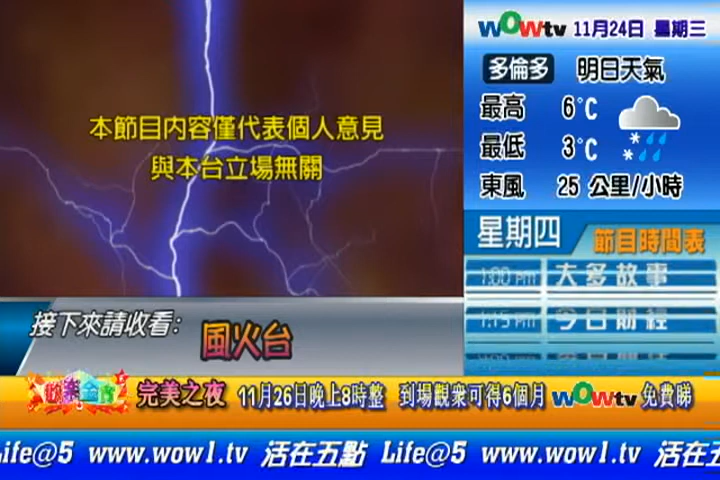 本節目内容僅代表個人意見
與本台立場無關
WOWtv 11月24日 星期三
多倫多 明日天氣
最高 6°C
最低 3°C
東風 25 公里/小時
星期四 節目時間表
1:00 PM 大多故事
1:15 PM 今日財經
接下來請收看:
風火台
完美之夜 11月26日晚上8時整 到場觀衆可得6個月 WOWtv 免費睇
Life@5 www.wow1.tv 活在五點 Life@5 www.wow1.tv 活在五